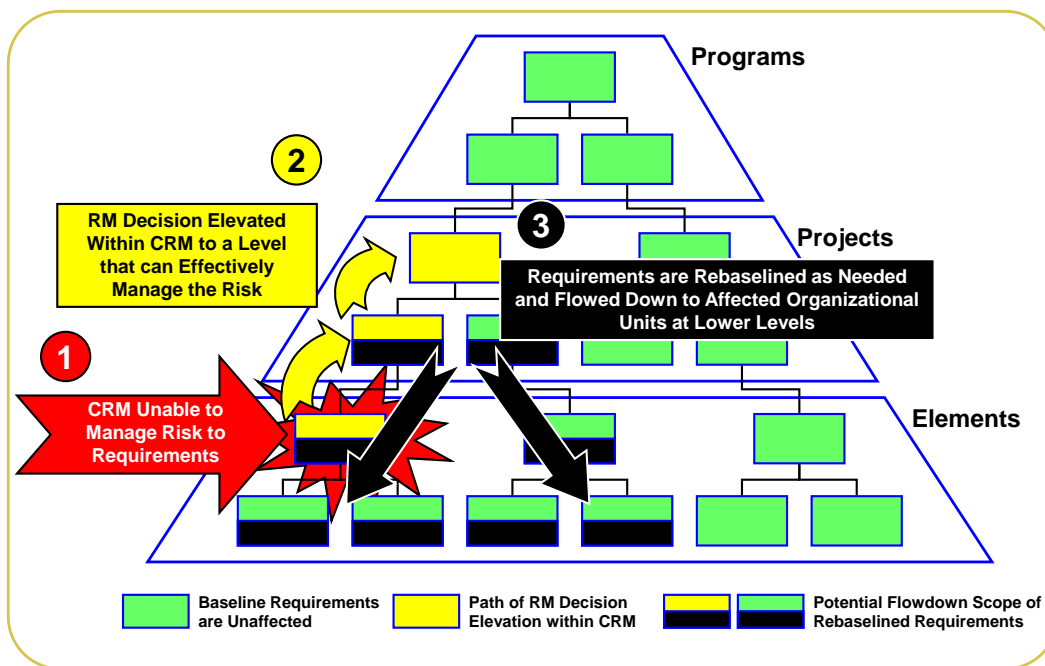 Programs
2
RM Decision Elevated
Within CRM to a Level
that can Effectively
Manage the Risk
3
Projects
Requirements are Rebaselined as Needed
and Flowed Down to Affected Organizational
Units at Lower Levels
1
CRM Unable to
Manage Risk to
Requirements
Elements
Baseline Requirements
are Unaffected
Path of RM Decision
Elevation within CRM
Potential Flowdown Scope of
Rebaselined Requirements